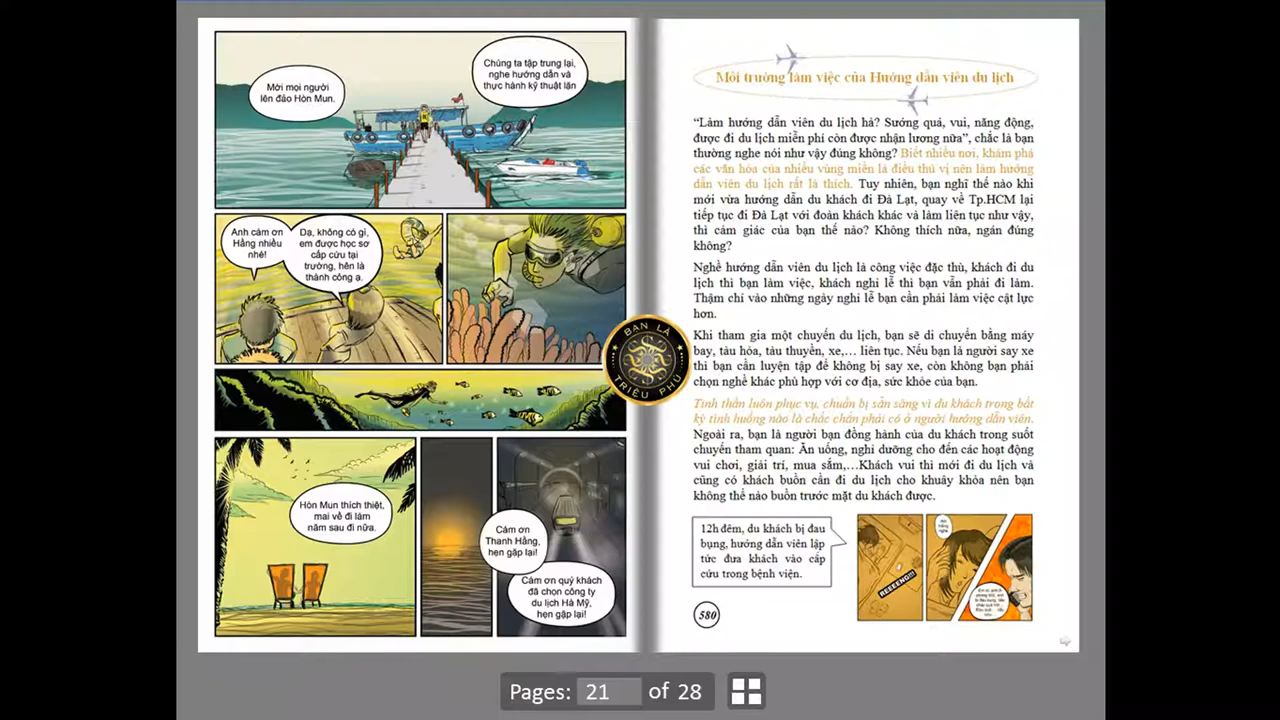 Mời mọi người
lên đảo Hòn Mun.
Chúng ta tập trung lại,
nghe hướng dẫn và
thực hành kỹ thuật lặn
Anh cảm ơn
Hằng nhiều
nhé!
Dạ, không có gì,
em được học sơ
cấp cứu tại
trường, hên là
thành công ạ.
Hòn Mun thích thiệt,
mai về đi làm
năm sau đi nữa.
Cảm ơn
Thanh Hằng,
hẹn gặp lại!
Cảm ơn quý khách
đã chọn công ty
du lịch Hà Mỹ,
hẹn gặp lại!
BẠN LÀ
TRIỆU PHÚ
Môi trường làm việc của Hướng dẫn viên du lịch
“Làm hướng dẫn viên du lịch hả? Sướng quá, vui, năng động,
được đi du lịch miễn phí còn được nhận lương nữa”, chắc là bạn
thường nghe nói như vậy đúng không? Biết nhiều nơi, khám phá
các văn hóa của nhiều vùng miền là điều thú vị nên làm hướng
dẫn viên du lịch rất là thích. Tuy nhiên, bạn nghĩ thế nào khi
mới vừa hướng dẫn du khách đi Đà Lạt, quay về Tp.HCM lại
tiếp tục đi Đà Lạt với đoàn khách khác và làm liên tục như vậy,
thì cảm giác của bạn thế nào? Không thích nữa, ngán đúng
không?
Nghề hướng dẫn viên du lịch là công việc đặc thù, khách đi du
lịch thì bạn làm việc, khách nghỉ lễ thì bạn vẫn phải đi làm.
Thậm chí vào những ngày nghỉ lễ bạn cần phải làm việc cật lực
hơn.
Khi tham gia một chuyến du lịch, bạn sẽ di chuyển bằng máy
bay, tàu hỏa, tàu thuyền, xe,… liên tục. Nếu bạn là người say xe
thì bạn cần luyện tập để không bị say xe, còn không bạn phải
chọn nghề khác phù hợp với cơ địa, sức khỏe của bạn.
Tinh thần luôn phục vụ, chuẩn bị sẵn sàng vì du khách trong bất
kỳ tình huống nào là chắc chắn phải có ở người hướng dẫn viên.
Ngoài ra, bạn là người bạn đồng hành của du khách trong suốt
chuyến tham quan: Ăn uống, nghỉ dưỡng cho đến các hoạt động
vui chơi, giải trí, mua sắm,…Khách vui thì mới đi du lịch và
cũng có khách buồn cần đi du lịch cho khuây khỏa nên bạn
không thể nào buồn trước mặt du khách được.
12h đêm, du khách bị đau
bụng, hướng dẫn viên lập
tức đưa khách vào cấp
cứu trong bệnh viện.
REEEENG!!!
580
Pages: 21 of 28